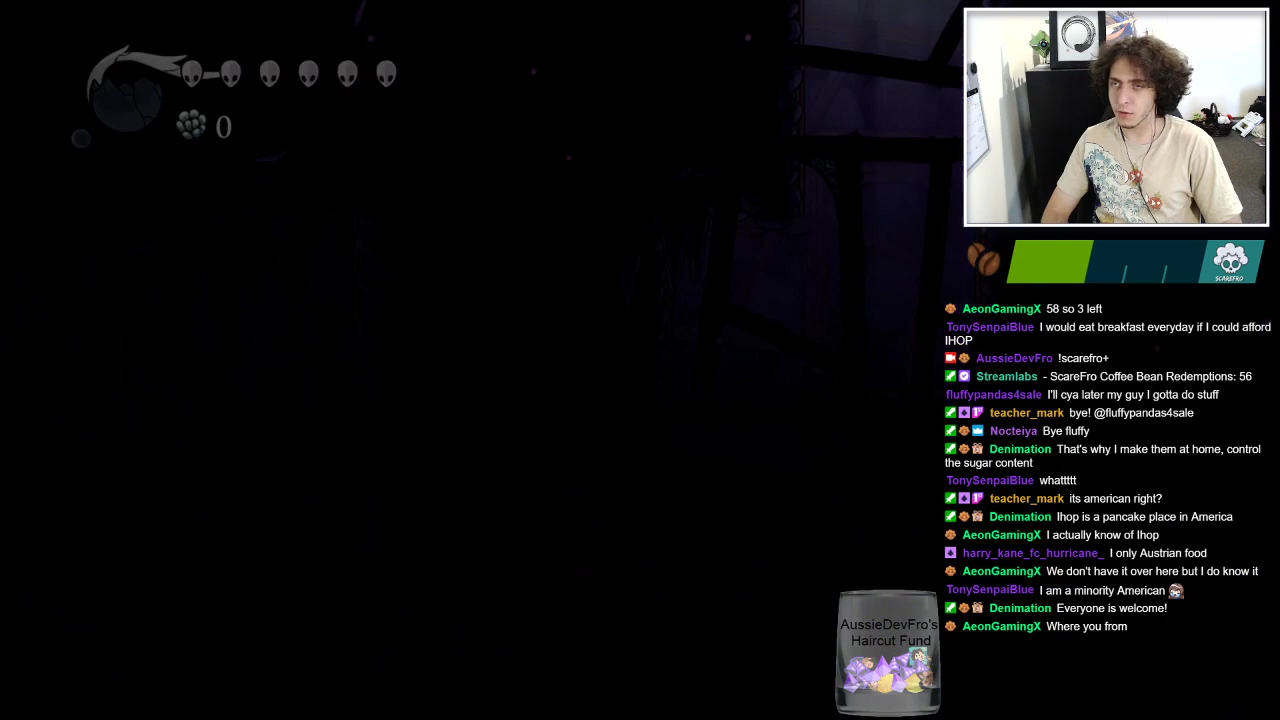 0
SCAREFRO
AeonGamingX 58 so 3 left
TonySenpaiBlue I would eat breakfast everyday if I could afford
IHOP
AussieDevFro !scarefro+
Streamlabs - ScareFro Coffee Bean Redemptions: 56
fluffypandas4sale I'll cya later my guy I gotta do stuff
teacher_mark bye! @fluffypandas4sale
Nocteiya Bye fluffy
Denimation That's why I make them at home, control
the sugar content
TonySenpaiBlue whattttt
teacher_mark its american right?
Denimation Ihop is a pancake place in America
AeonGamingX I actually know of Ihop
harry_kane_fc_hurricane_ I only Austrian food
AeonGamingX We don't have it over here but I do know it
TonySenpaiBlue I am a minority American
Denimation Everyone is welcome!
AeonGamingX Where you from
AussieDevFro's
Haircut Fund